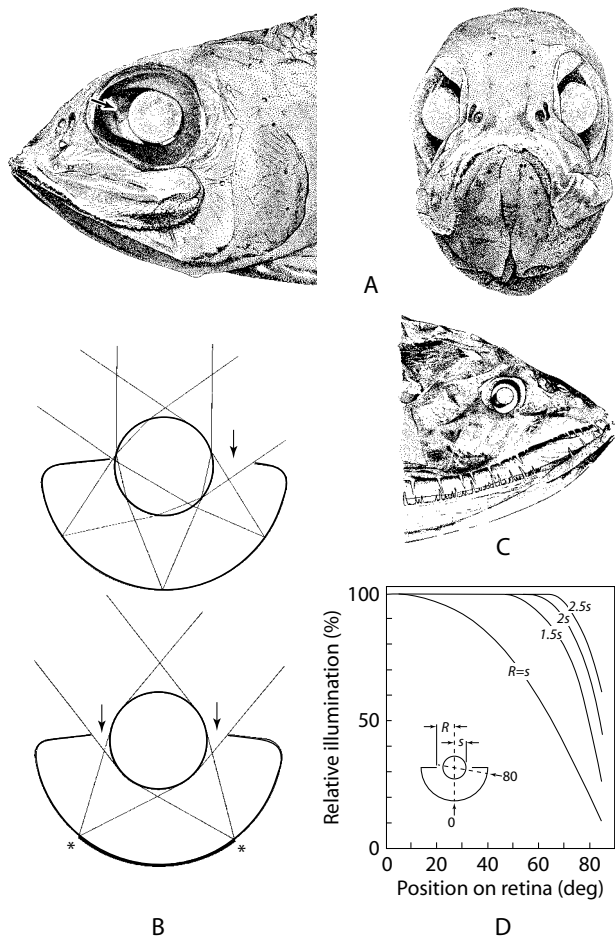 A
C
*
*
B
Relative illumination (%)
100
50
0
2.5s
2s
1.5s
R=s
R
s
80
0
0
20
40
60
80
Position on retina (deg)
D